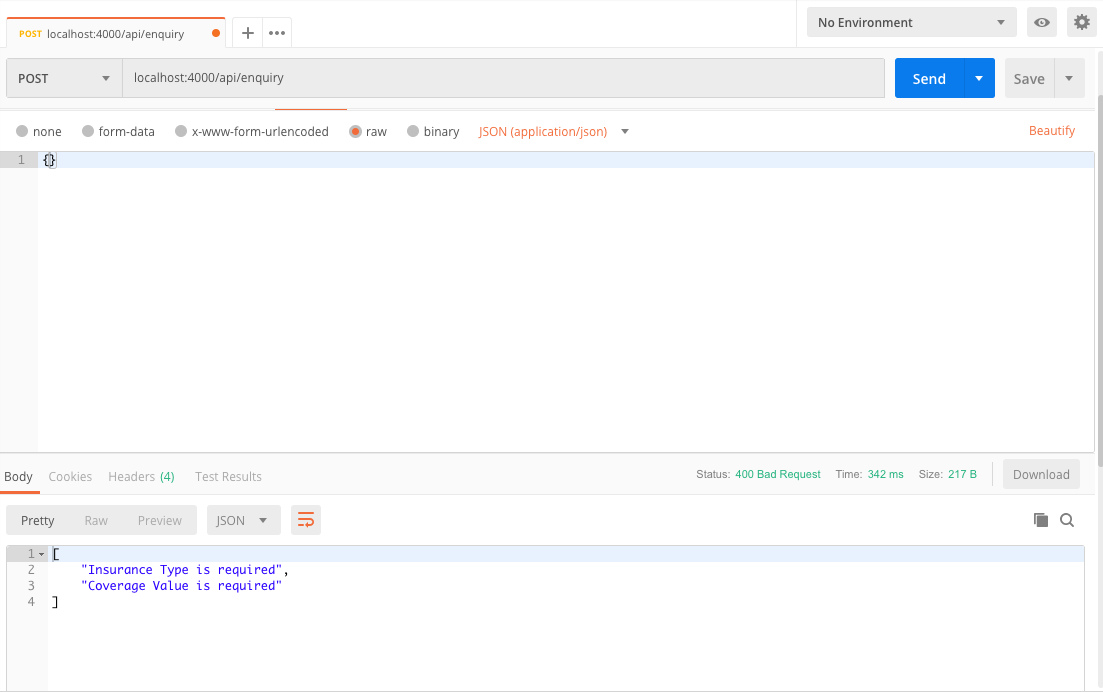 POST localhost:4000/api/enquiry
No Environment
POST localhost:4000/api/enquiry Send Save
none form-data x-www-form-urlencoded raw binary JSON (application/json) Beautify
1 {}
Body Cookies Headers (4) Test Results Status: 400 Bad Request Time: 342 ms Size: 217 B Download
Pretty Raw Preview JSON
1 [
2 "Insurance Type is required",
3 "Coverage Value is required"
4 ]